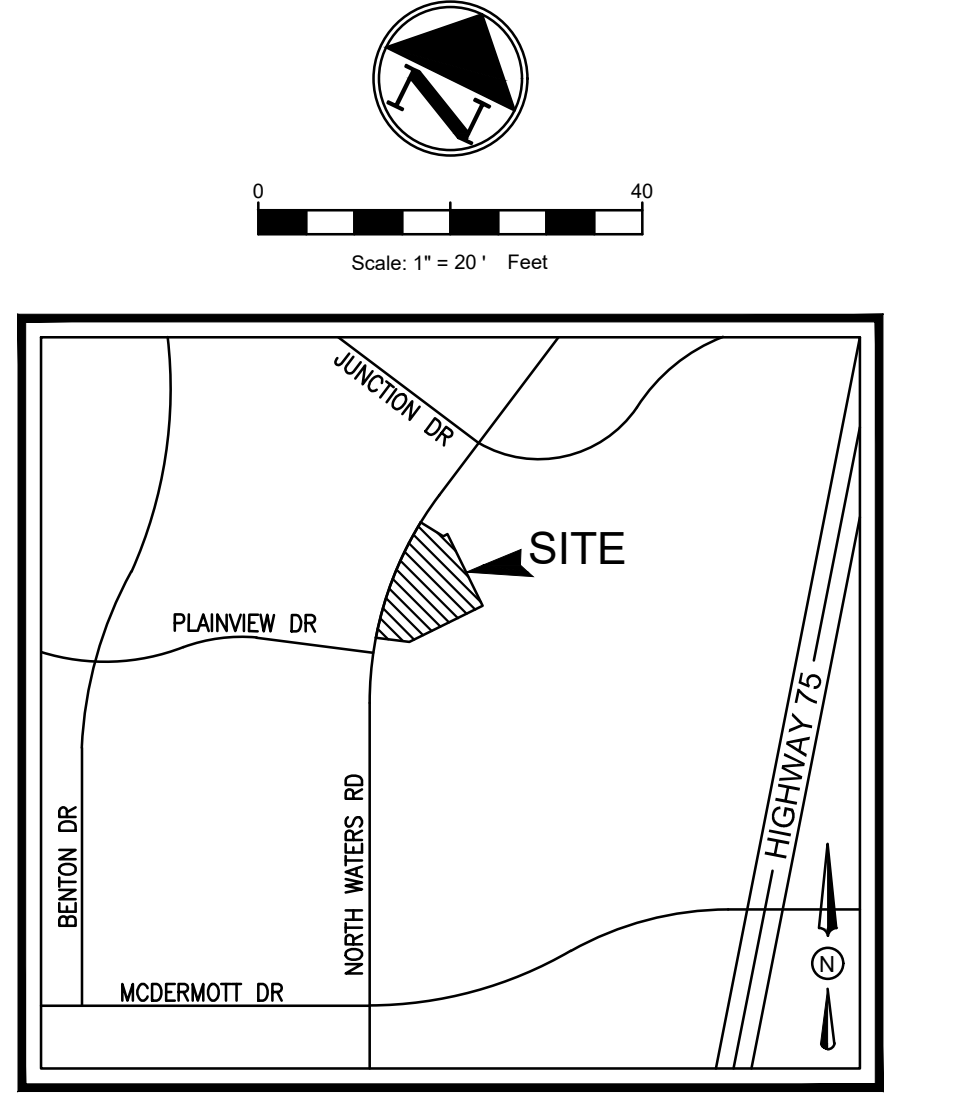 N
0 40
Scale: 1" = 20 ' Feet
JUNCTION DR
SITE
PLAINVIEW DR
HIGHWAY 75
BENTON DR
NORTH WATERS RD
N
MCDERMOTT DR